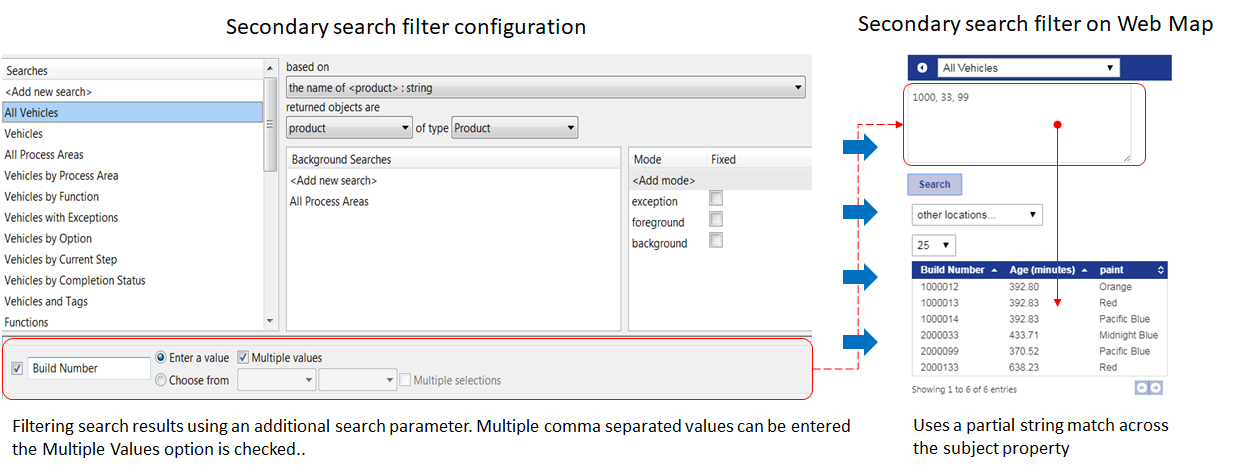 Secondary search filter configuration
Secondary search filter on Web Map
Searches
<Add new search>
All Vehicles
Vehicles
All Process Areas
Vehicles by Process Area
Vehicles by Function
Vehicles with Exceptions
Vehicles by Option
Vehicles by Current Step
Vehicles by Completion Status
Vehicles and Tags
Functions
based on
the name of <product> : string
returned objects are
product of type Product
Background Searches
<Add new search>
All Process Areas
Mode Fixed
<Add mode>
exception
foreground
background
Build Number
Enter a value Multiple values
Choose from Multiple selections
All Vehicles
1000, 33, 99
Search
other locations...
25
Build Number Age (minutes) paint
1000012 392.80 Orange
1000013 392.83 Red
1000014 392.83 Pacific Blue
2000033 433.71 Midnight Blue
2000099 370.52 Pacific Blue
2000133 638.23 Red
Showing 1 to 6 of 6 entries
Filtering search results using an additional search parameter. Multiple comma separated values can be entered
the Multiple Values option is checked..
Uses a partial string match across
the subject property